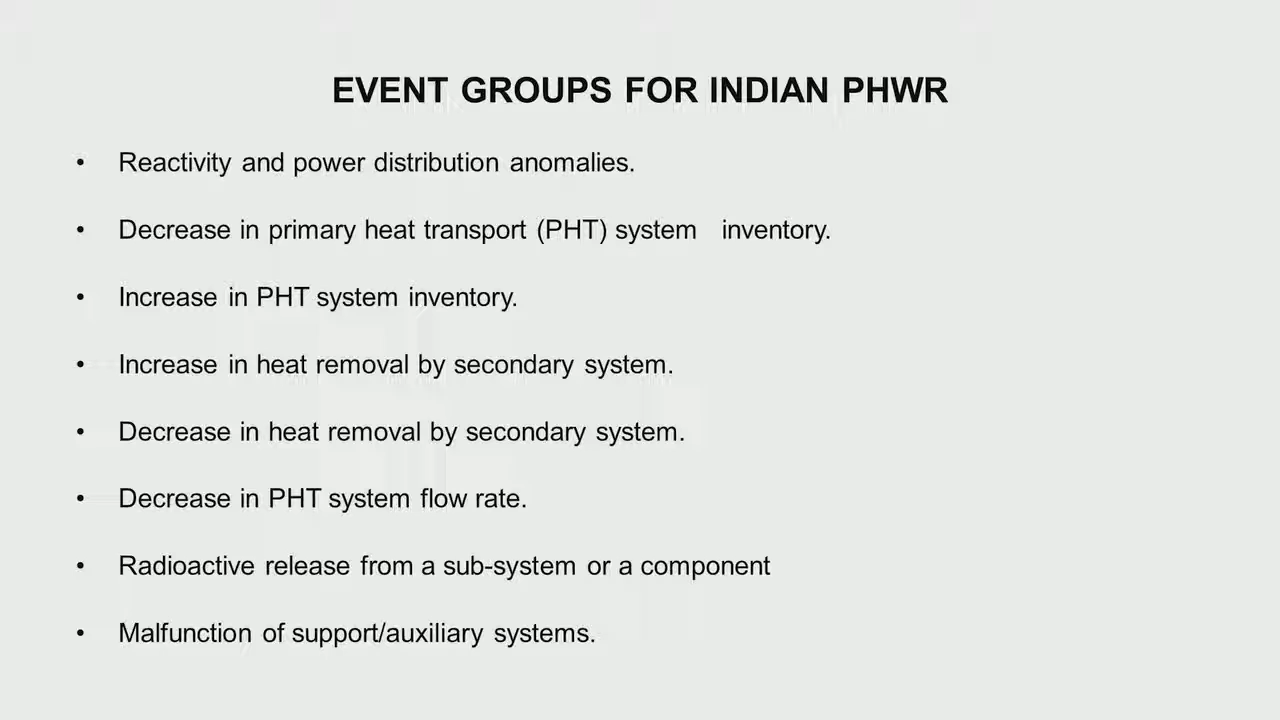 EVENT GROUPS FOR INDIAN PHWR
• Reactivity and power distribution anomalies.
• Decrease in primary heat transport (PHT) system inventory.
• Increase in PHT system inventory.
• Increase in heat removal by secondary system.
• Decrease in heat removal by secondary system.
• Decrease in PHT system flow rate.
• Radioactive release from a sub-system or a component
• Malfunction of support/auxiliary systems.